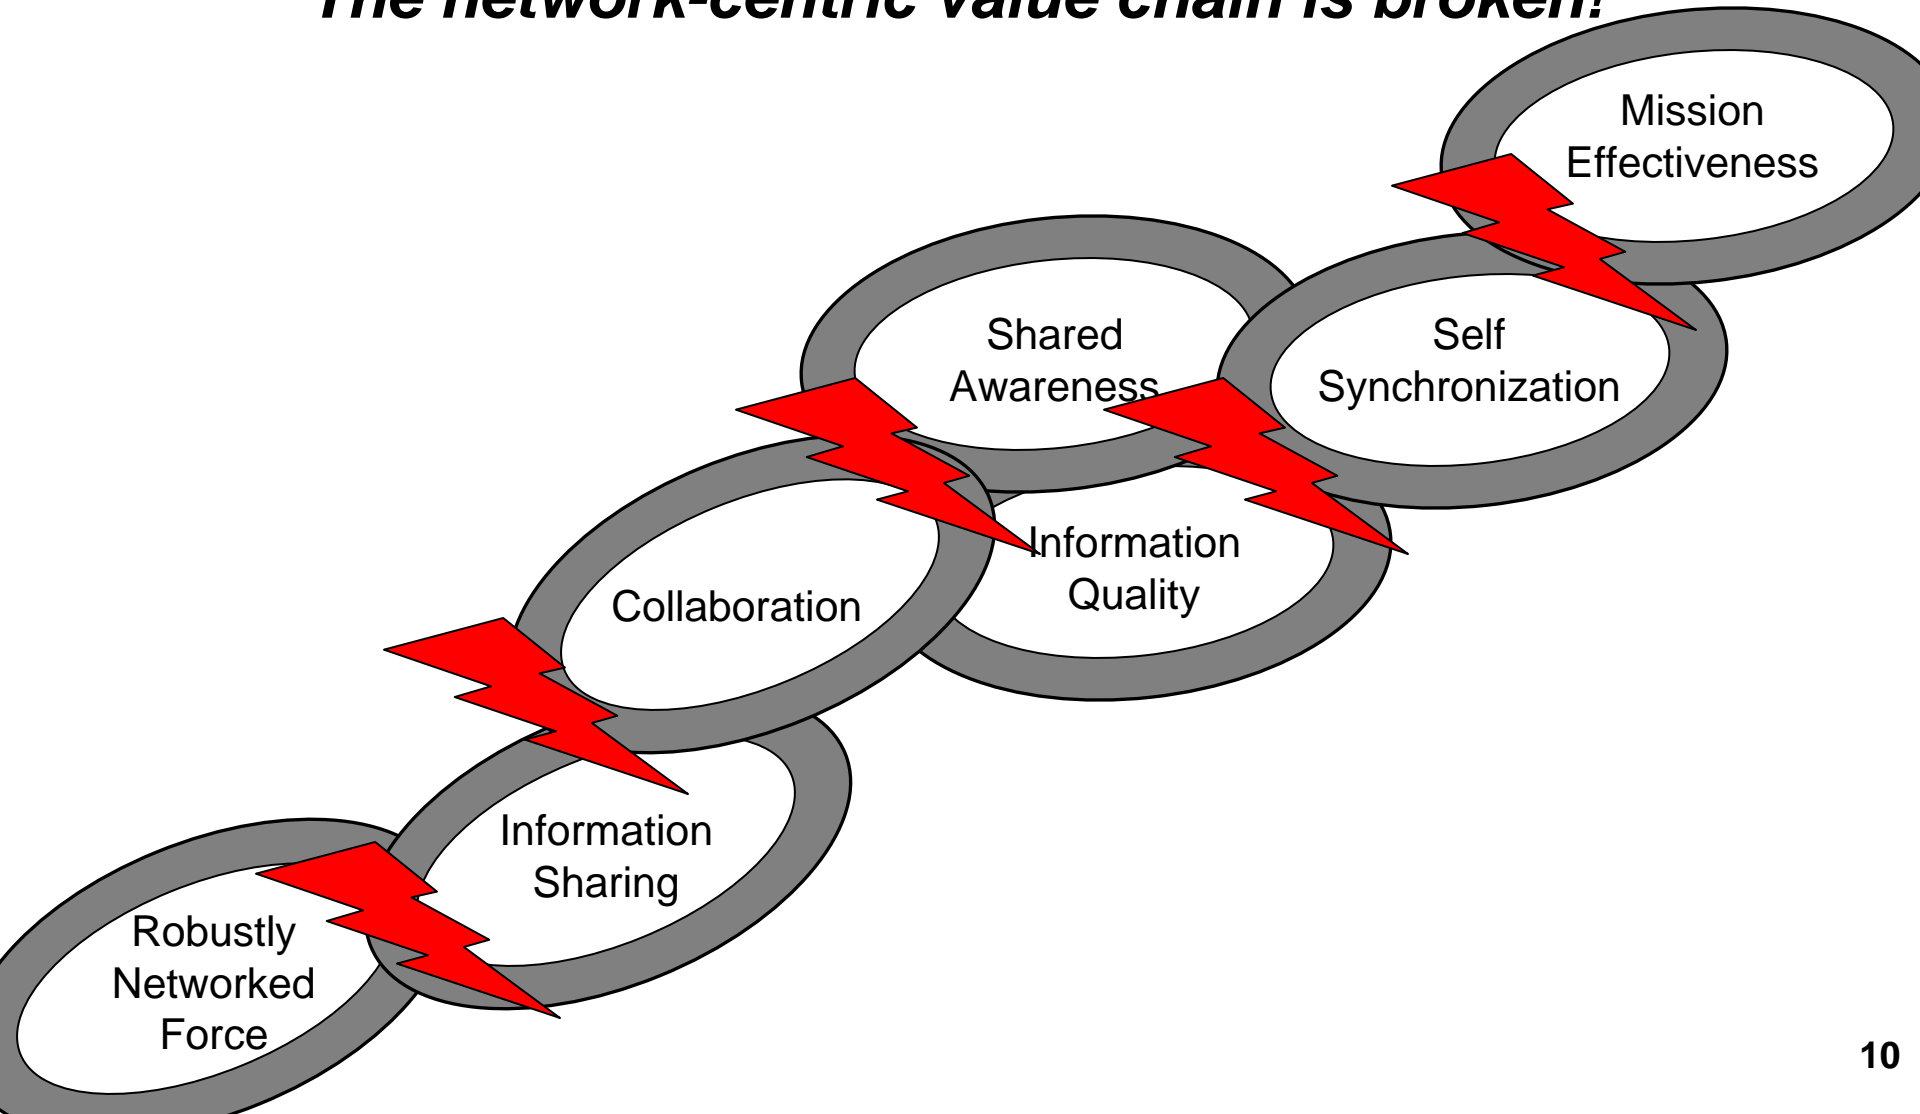 The network-centric value chain is broken!
Mission
Effectiveness
Shared
Awareness
Self
Synchronization
Information
Quality
Collaboration
Information
Sharing
Robustly
Networked
Force
10